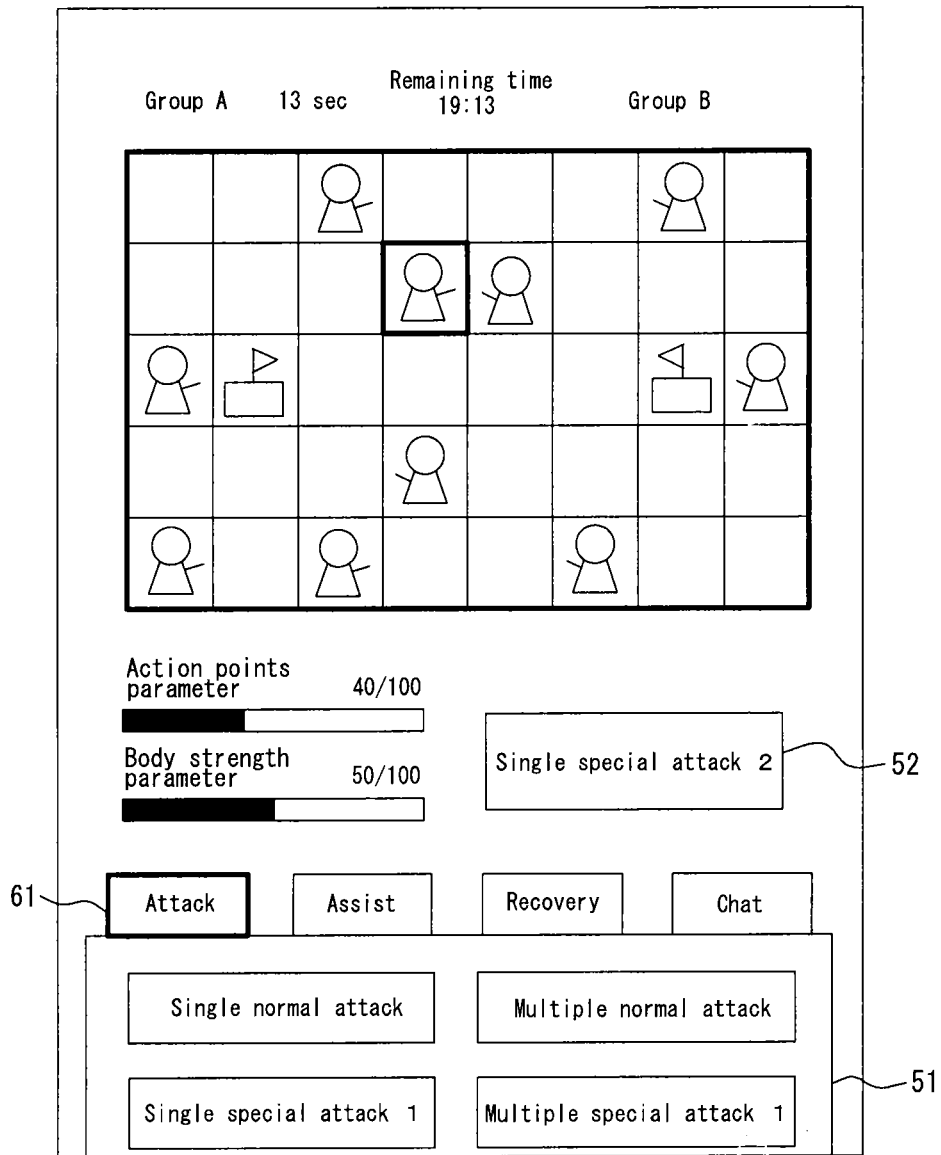 Remaining time
Group A 13 sec 19:13 Group B
Action points
parameter 40/100
Body strength
parameter 50/100
Single special attack 2
52
61
Attack Assist Recovery Chat
Single normal attack Multiple normal attack
51
Single special attack 1 Multiple special attack 1